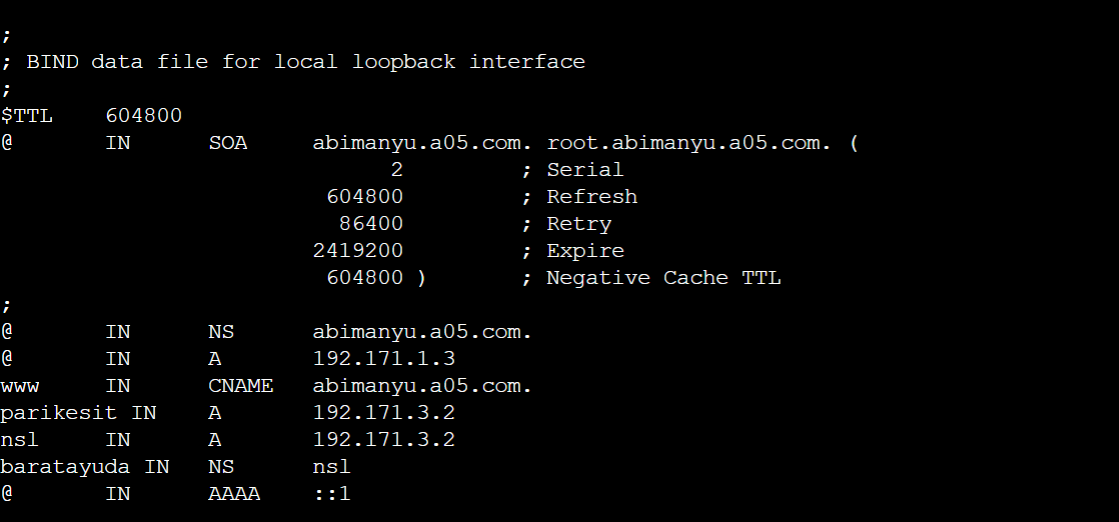 ;
; BIND data file for local loopback interface
;
$TTL    604800
@       IN      SOA     abimanyu.a05.com. root.abimanyu.a05.com. (
                              2         ; Serial
                         604800         ; Refresh
                          86400         ; Retry
                        2419200         ; Expire
                         604800 )       ; Negative Cache TTL
;
@       IN      NS      abimanyu.a05.com.
@       IN      A       192.171.1.3
www     IN      CNAME   abimanyu.a05.com.
parikesit IN    A       192.171.3.2
nsl     IN      A       192.171.3.2
baratayuda IN   NS      nsl
@       IN      AAAA    ::1